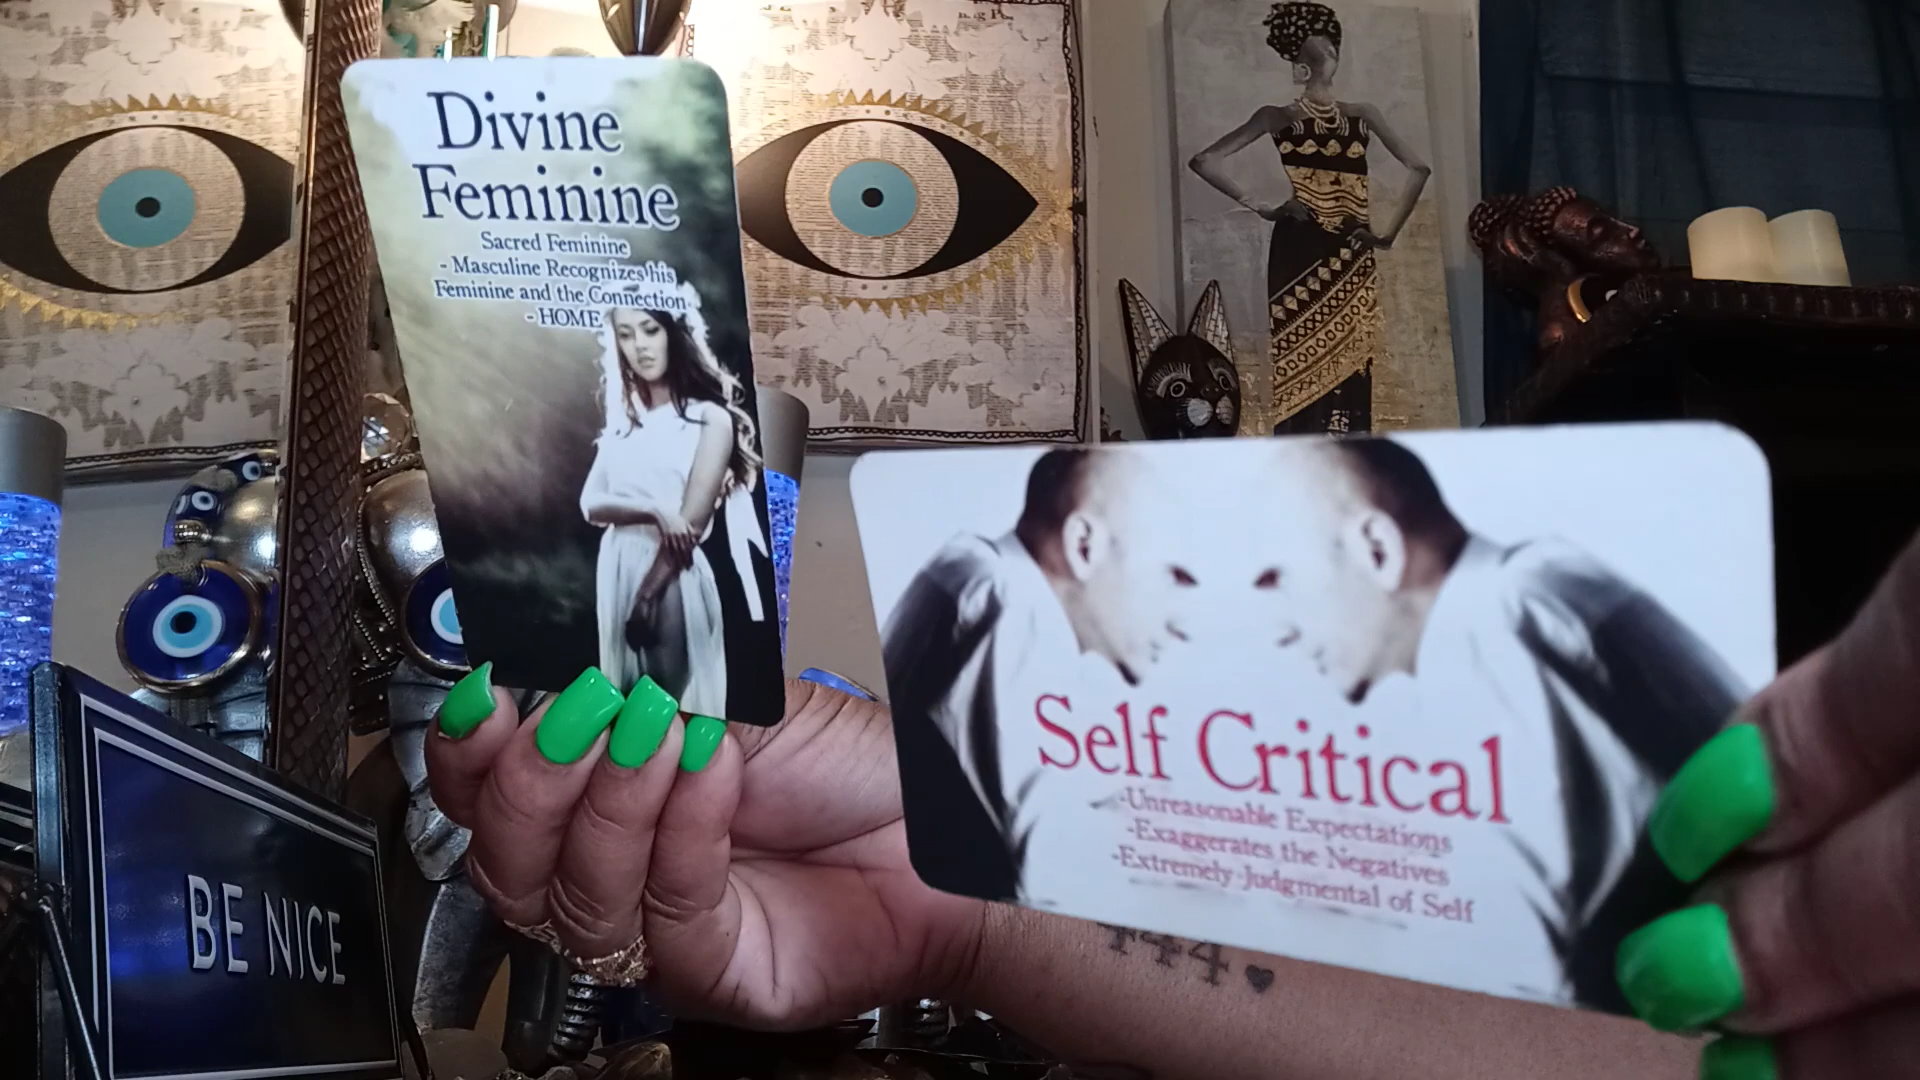 Divine
Feminine
Sacred Feminine
- Masculine Recognizes his
Feminine and the Connection
- HOME
Self Critical
-Unreasonable Expectations
-Exaggerates the Negatives
-Extremely Judgmental of Self
BE NICE
444